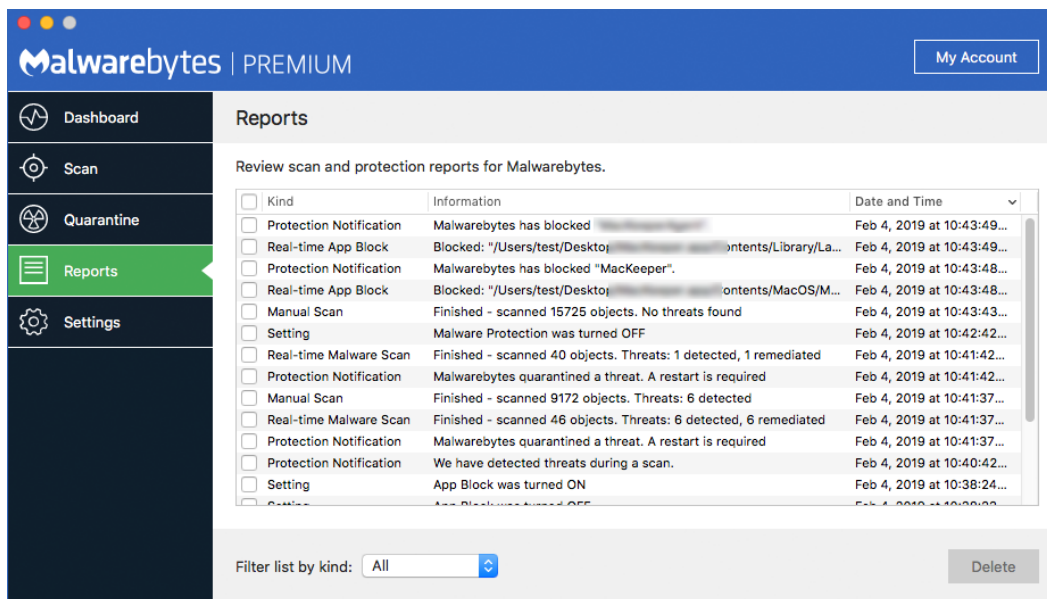 Malwarebytes | PREMIUM
My Account
Dashboard
Scan
Quarantine
Reports
Settings
Reports
Review scan and protection reports for Malwarebytes.
Kind Information Date and Time
Protection Notification Malwarebytes has blocked Feb 4, 2019 at 10:43:49...
Real-time App Block Blocked: "/Users/test/Desktop ontents/Library/La... Feb 4, 2019 at 10:43:49...
Protection Notification Malwarebytes has blocked "MacKeeper". Feb 4, 2019 at 10:43:48...
Real-time App Block Blocked: "/Users/test/Desktop ontents/MacOS/M... Feb 4, 2019 at 10:43:48...
Manual Scan Finished - scanned 15725 objects. No threats found Feb 4, 2019 at 10:43:43...
Setting Malware Protection was turned OFF Feb 4, 2019 at 10:42:42...
Real-time Malware Scan Finished - scanned 40 objects. Threats: 1 detected, 1 remediated Feb 4, 2019 at 10:41:42...
Protection Notification Malwarebytes quarantined a threat. A restart is required Feb 4, 2019 at 10:41:42...
Manual Scan Finished - scanned 9172 objects. Threats: 6 detected Feb 4, 2019 at 10:41:37...
Real-time Malware Scan Finished - scanned 46 objects. Threats: 6 detected, 6 remediated Feb 4, 2019 at 10:41:37...
Protection Notification Malwarebytes quarantined a threat. A restart is required Feb 4, 2019 at 10:41:37...
Protection Notification We have detected threats during a scan. Feb 4, 2019 at 10:40:42...
Setting App Block was turned ON Feb 4, 2019 at 10:38:24...
Setting App Block was turned OFF Feb 4, 2019
Filter list by kind: All
Delete